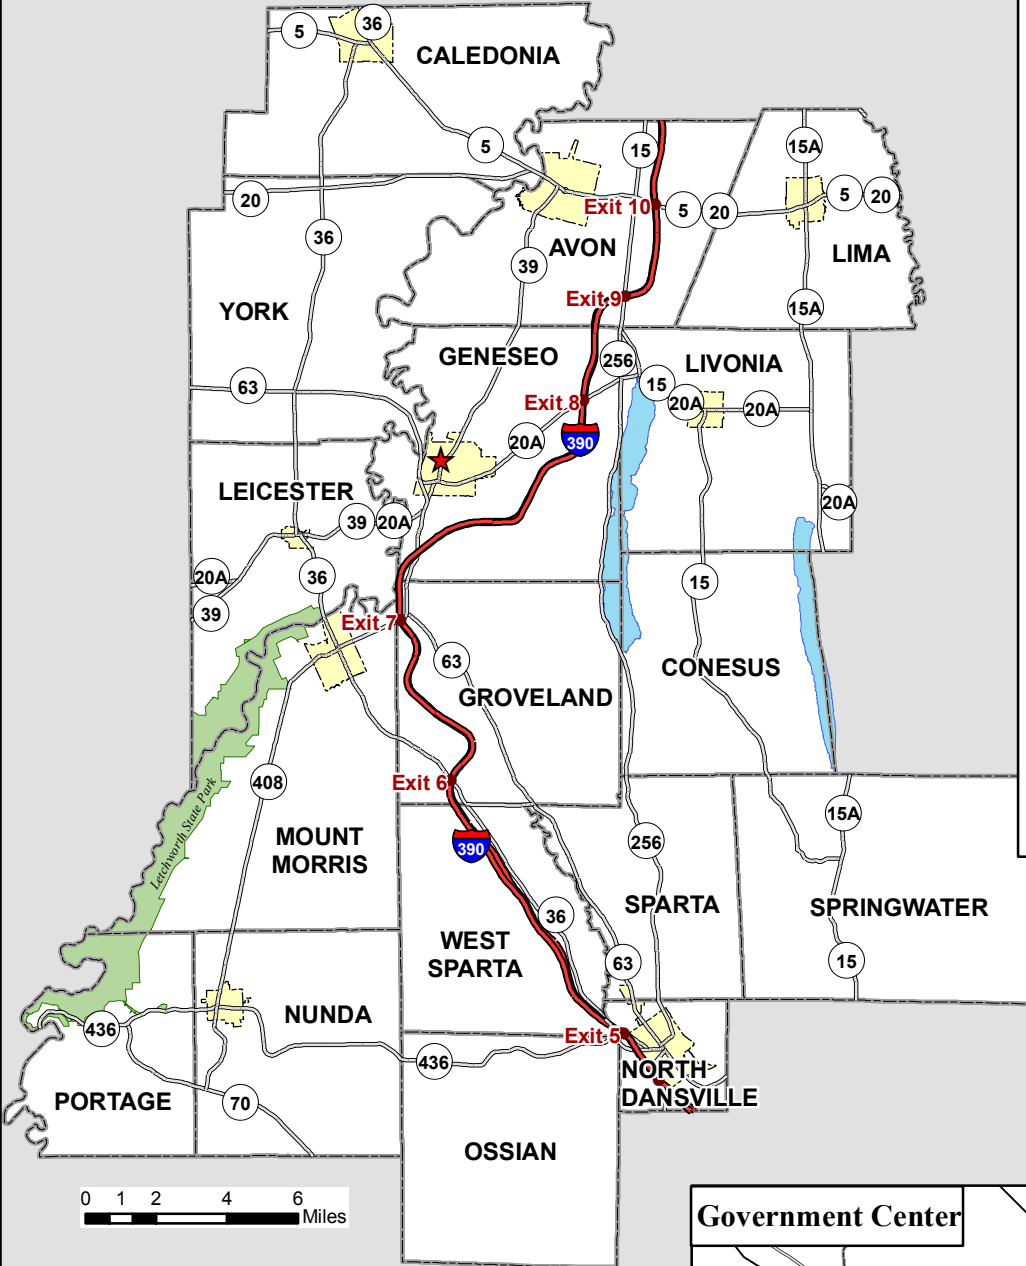 36
5
CALEDONIA
5
15
15A
20
5
20
5
20
Exit 10
36
AVON
LIMA
39
Exit 9
YORK
15A
GENESEO
256
LIVONIA
63
15
Exit 8
20A
20A
20A
390
LEICESTER
39
20A
20A
36
20A
15
39
Exit 7
63
CONESUS
GROVELAND
408
Exit 6
Letchworth State Park
15A
MOUNT
MORRIS
390
256
36
SPARTA
SPRINGWATER
WEST
SPARTA
63
15
NUNDA
436
Exit 5
436
NORTH
DANSVILLE
PORTAGE
70
OSSIAN
0 1 2 4 6
Miles
Government Center